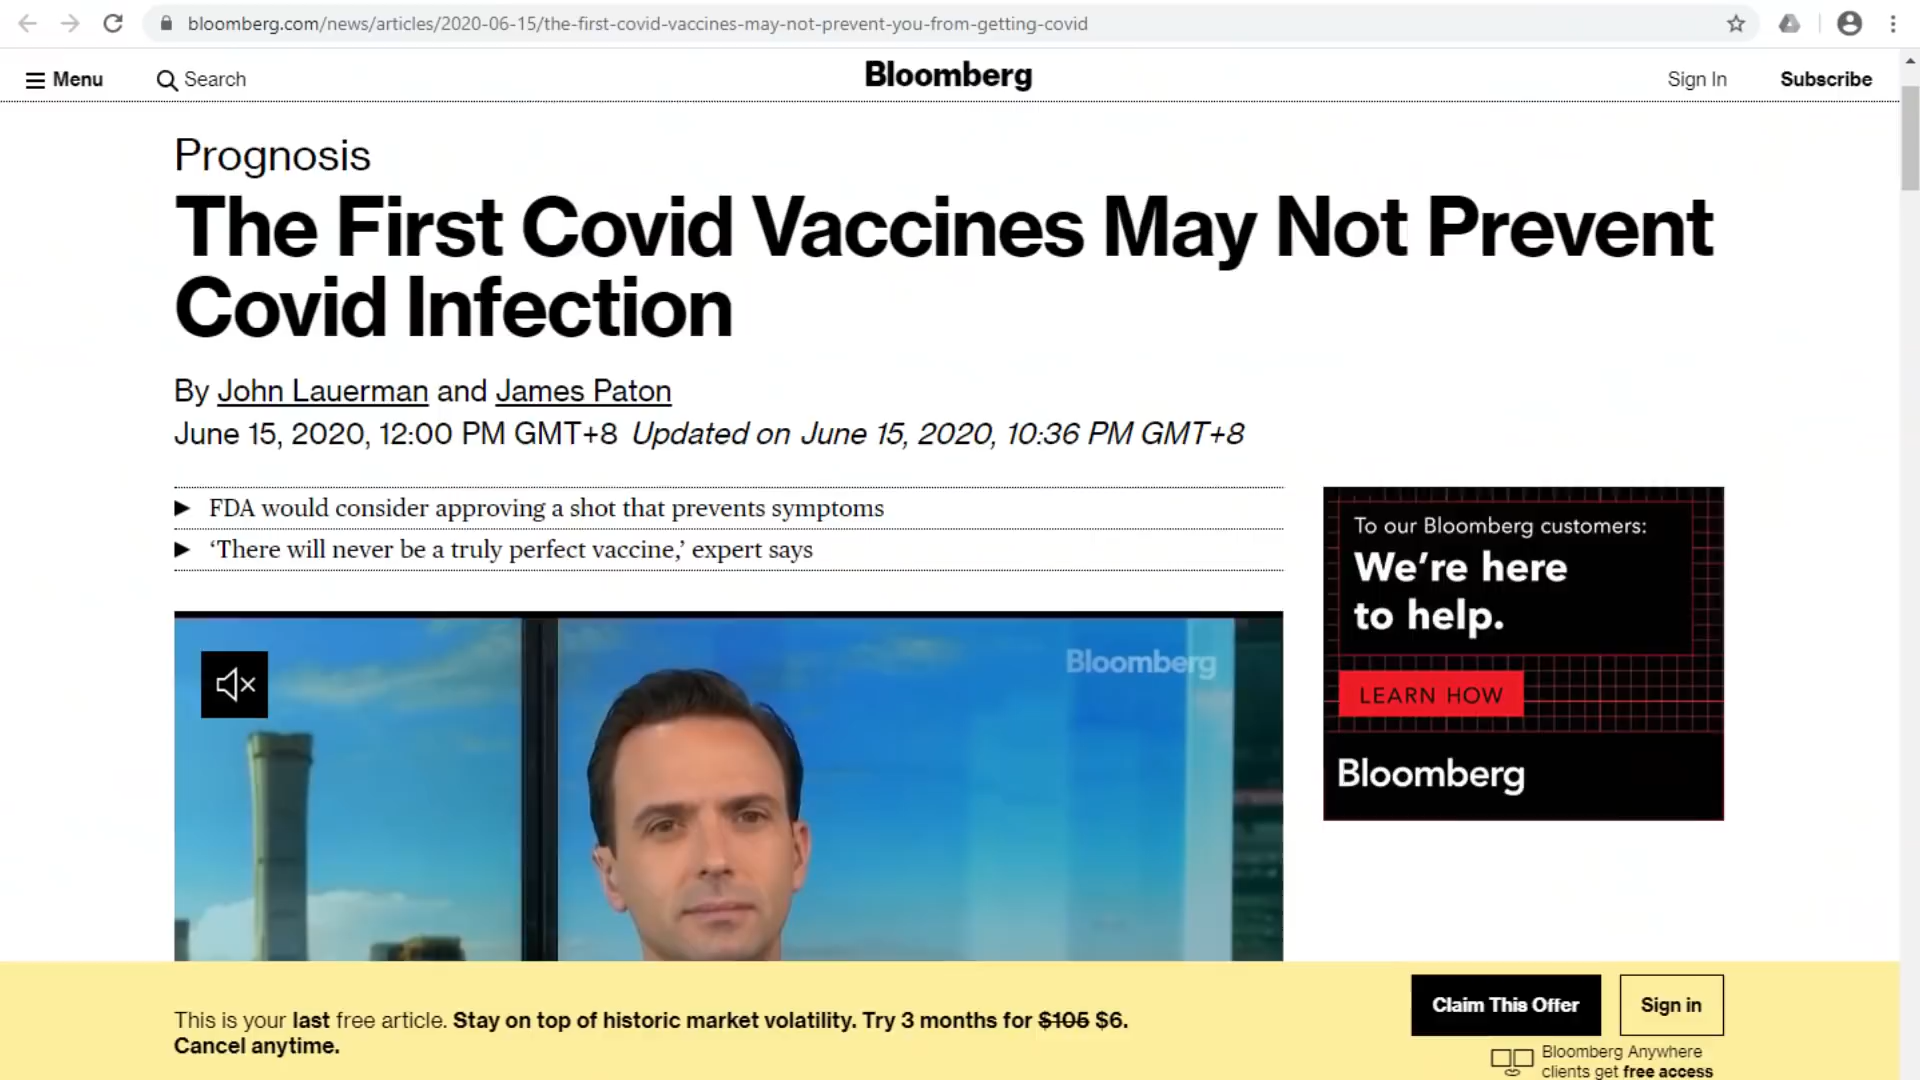 bloomberg.com/news/articles/2020-06-15/the-first-covid-vaccines-may-not-prevent-you-from-getting-covid
Menu
Search
Bloomberg
Sign In
Subscribe
Prognosis
The First Covid Vaccines May Not Prevent
Covid Infection
By John Lauerman and James Paton
June 15, 2020, 12:00 PM GMT+8 Updated on June 15, 2020, 10:36 PM GMT+8
FDA would consider approving a shot that prevents symptoms
‘There will never be a truly perfect vaccine,’ expert says
Bloomberg
To our Bloomberg customers:
We’re here
to help.
LEARN HOW
Bloomberg
This is your last free article. Stay on top of historic market volatility. Try 3 months for $105 $6.
Cancel anytime.
Claim This Offer
Sign in
Bloomberg Anywhere
clients get free access